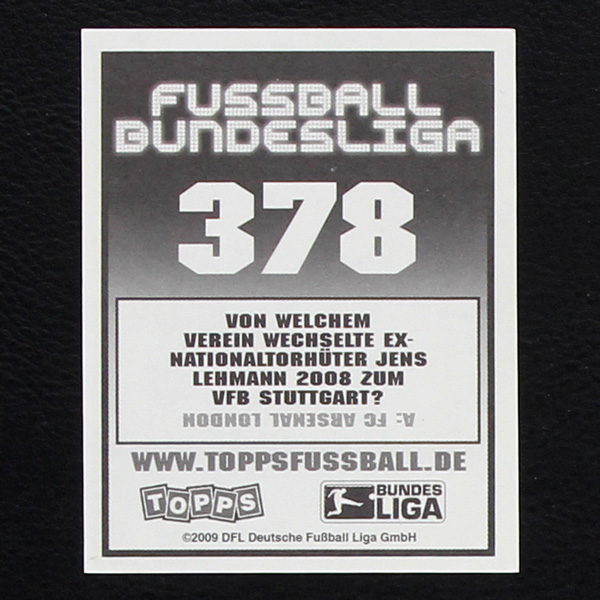 FUSSBALL
BUNDESLIGA
378
VON WELCHEM
VEREIN WECHSELTE EX-
NATIONALTORHÜTER JENS
LEHMANN 2008 ZUM
VFB STUTTGART?
A: FC ARSENAL LONDON
WWW.TOPPSFUSSBALL.DE
TOPPS
BUNDES
LIGA
©2009 DFL Deutsche Fußball Liga GmbH